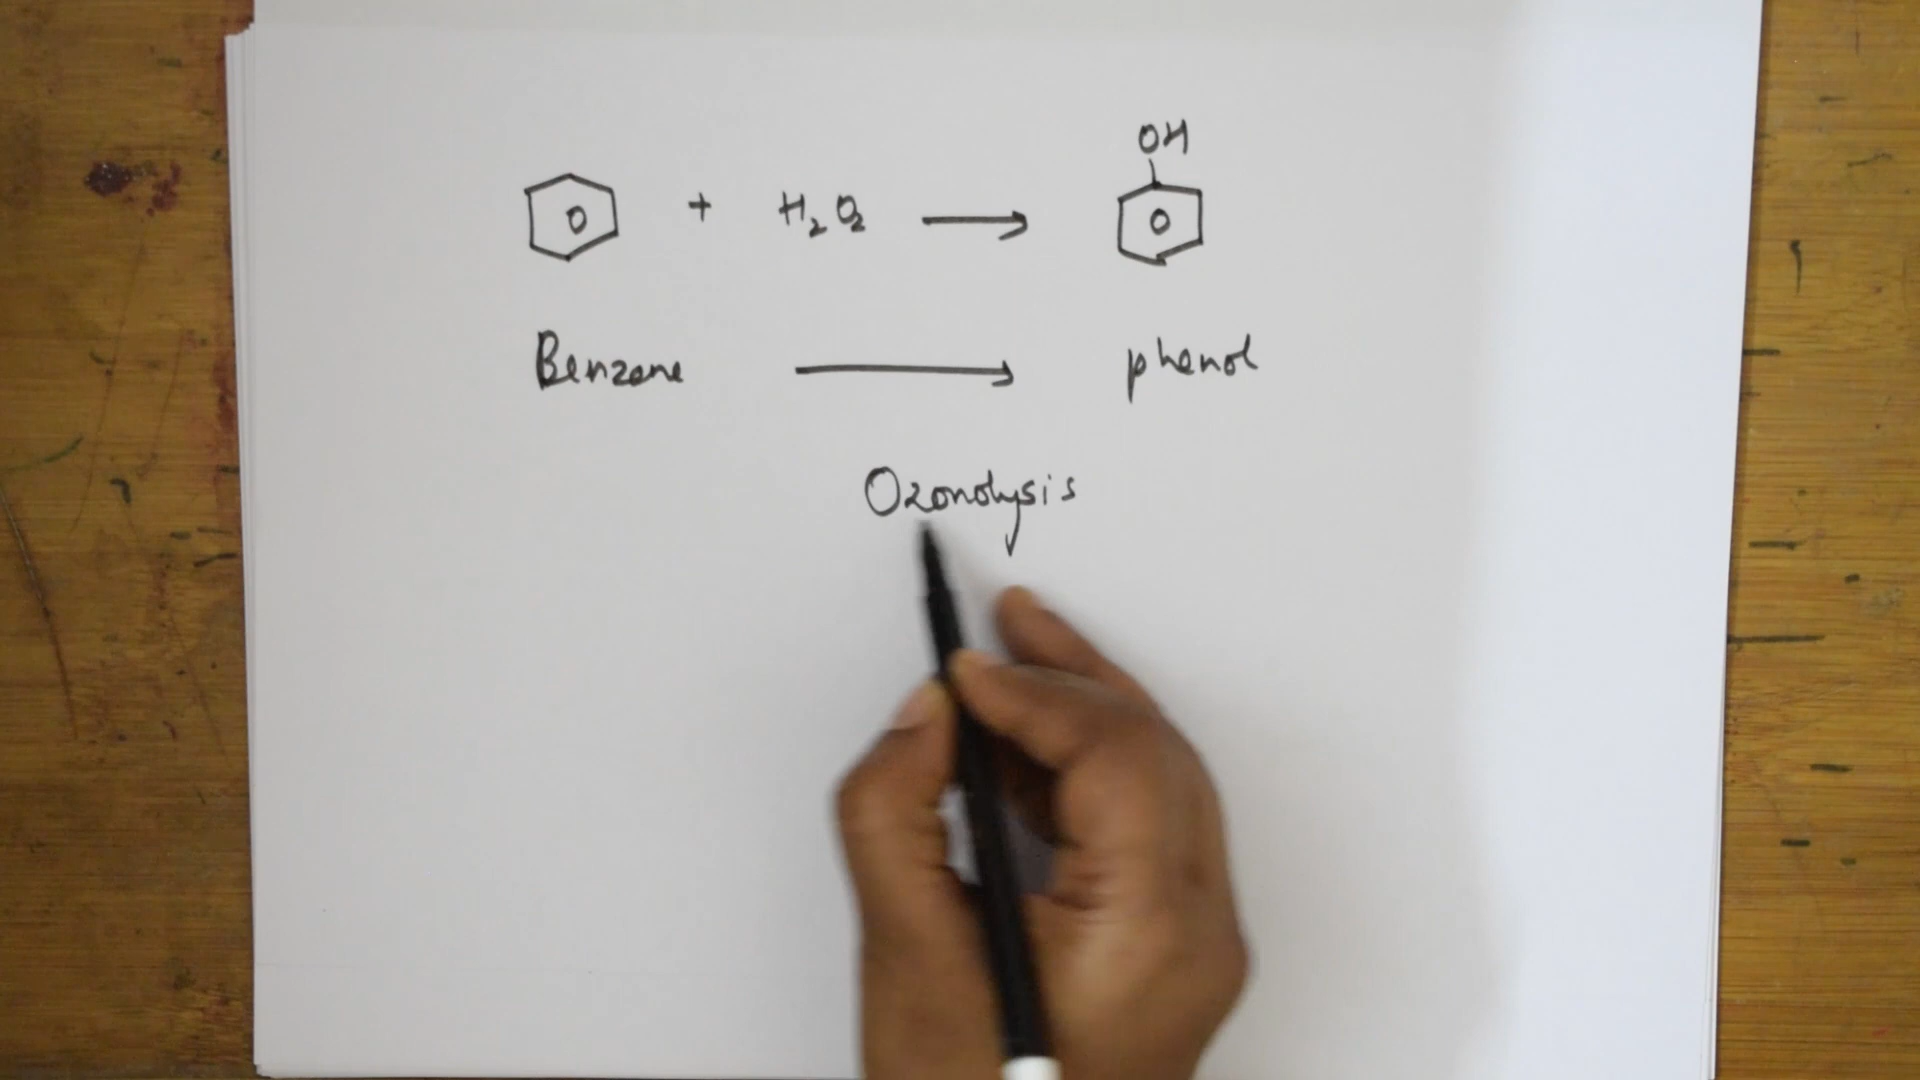 OH
+ H₂O₂ ⟶
Benzene ⟶ phenol
Ozonolysis